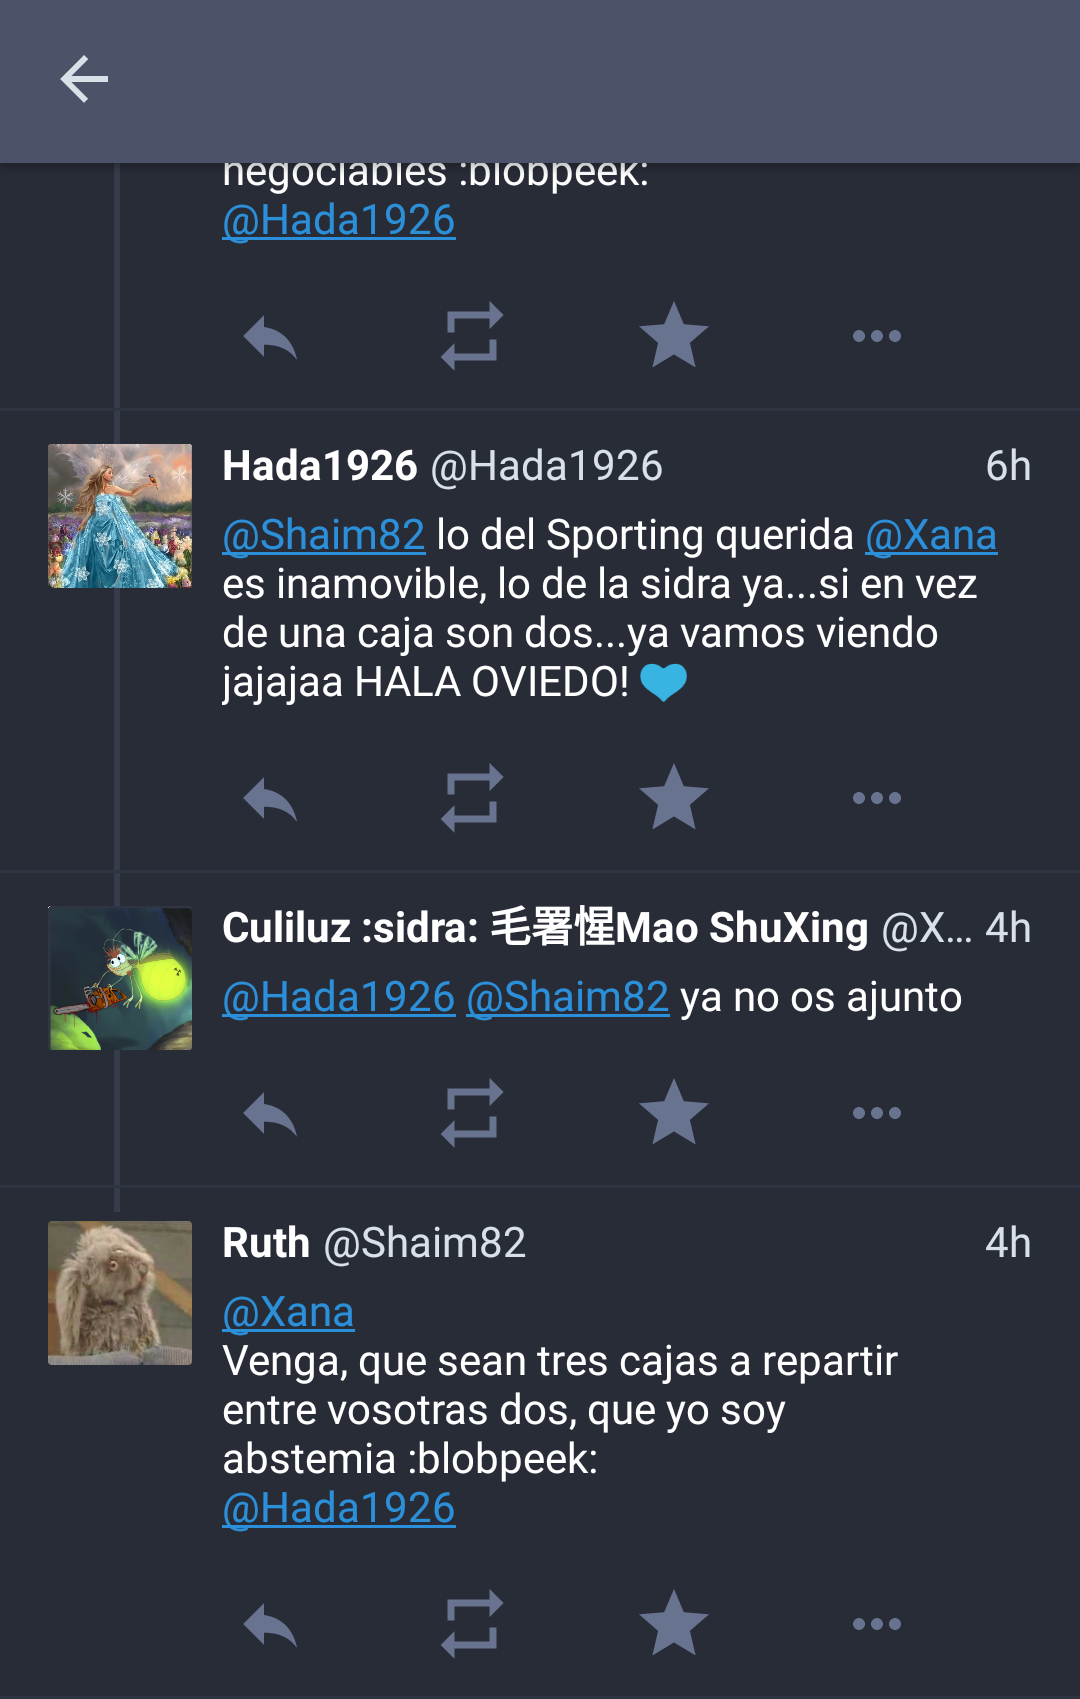 negociables :blobpeek:
@Hada1926
Hada1926 @Hada1926 6h
@Shaim82 lo del Sporting querida @Xana
es inamovible, lo de la sidra ya...si en vez
de una caja son dos...ya vamos viendo
jajajaa HALA OVIEDO! 💙
Culiluz :sidra: 毛署惺Mao ShuXing @X... 4h
@Hada1926 @Shaim82 ya no os ajunto
Ruth @Shaim82 4h
@Xana
Venga, que sean tres cajas a repartir
entre vosotras dos, que yo soy
abstemia :blobpeek:
@Hada1926